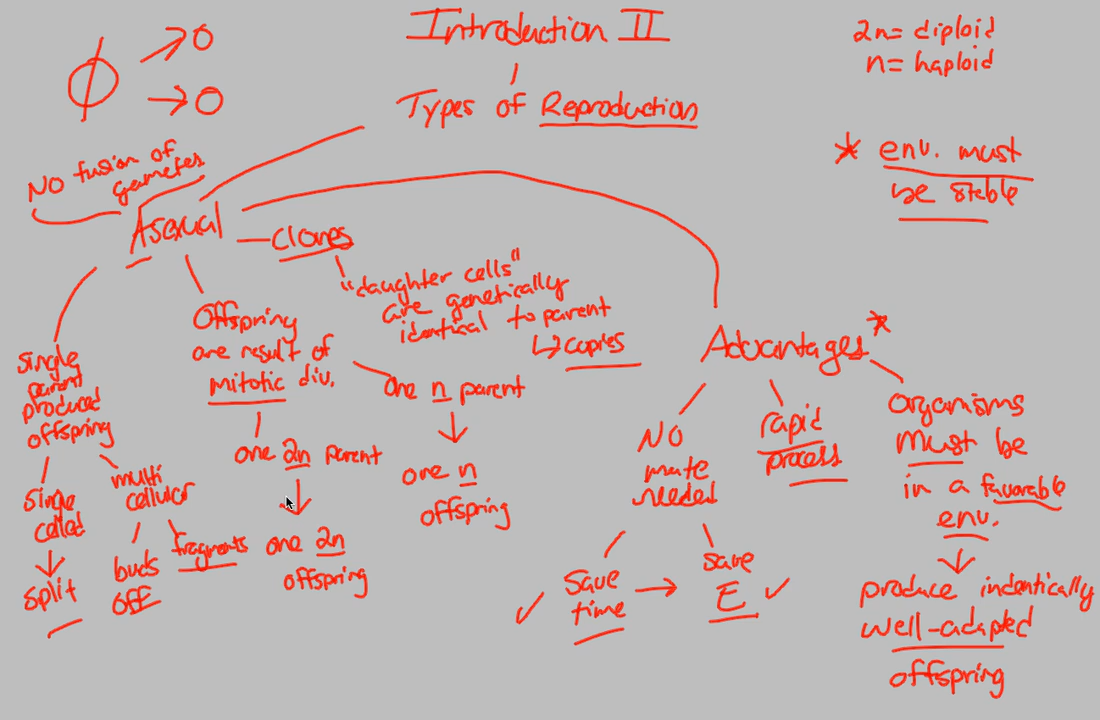 Introduction II
Types of Reproduction
2n = diploid
n = haploid
* env. must
be stable
NO fusion of
gametes
Asexual
Clones
"daughter cells"
are genetically
identical to parent
↳ copies
Single
parent
produced
offspring
Single
celled
split
multi
cellular
buds
off
fragments
Offspring
are result of
mitotic div.
one 2n parent
one 2n
offspring
one n parent
one n
offspring
Advantages*
NO
mate
needed
Save
time
save
E
rapid
process
Organisms
Must be
in a favorable
env.
produce indentically
well-adapted
offspring